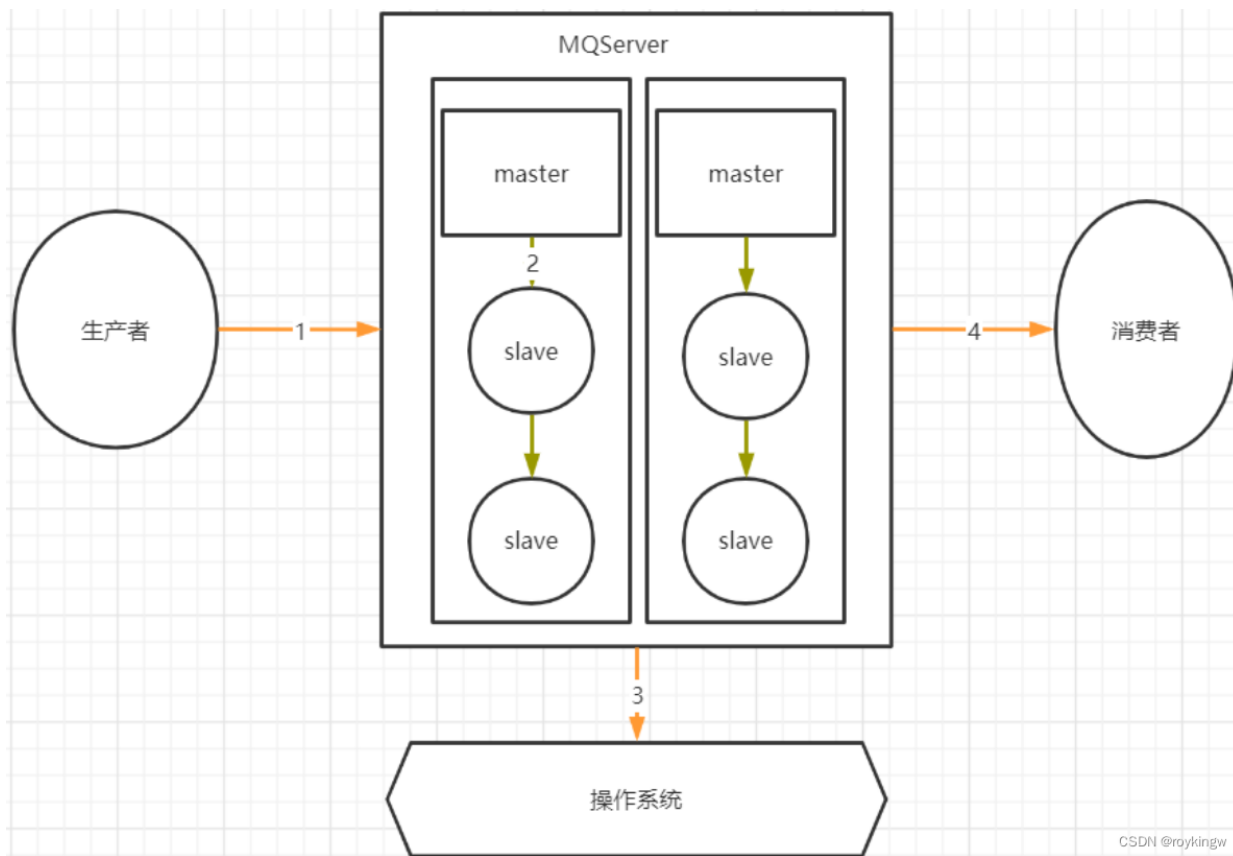 MQServer
master
master
2
生产者
1
slave
slave
4
消费者
slave
slave
3
操作系统
CSDN @roykingw